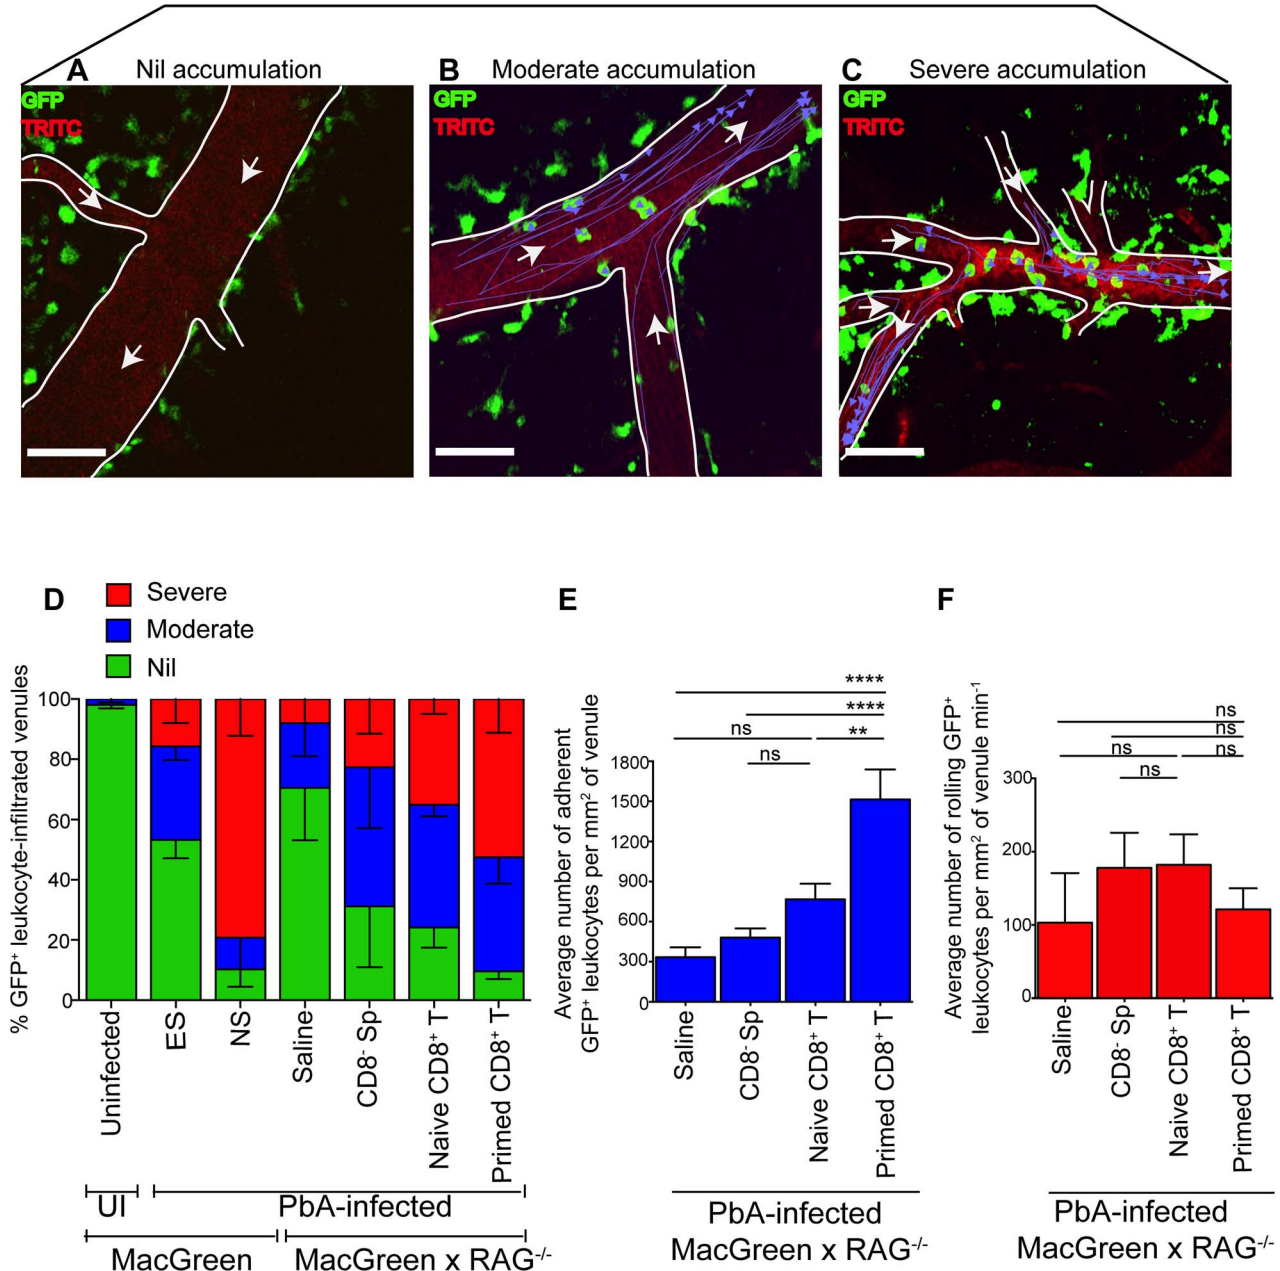 A Nil accumulation
B Moderate accumulation
C Severe accumulation
GFP
TRITC
GFP
TRITC
GFP
TRITC
D
Severe
Moderate
Nil
% GFP⁺ leukocyte-infiltrated venules
100
80
60
40
20
0
Uninfected
ES
NS
Saline
CD8⁻ Sp
Naive CD8⁺ T
Primed CD8⁺ T
UI
PbA-infected
MacGreen
MacGreen x RAG⁻/⁻
E
Average number of adherent
GFP⁺ leukocytes per mm² of venule
****
****
ns
**
ns
1800
1500
1200
900
600
300
0
Saline
CD8⁻ Sp
Naive CD8⁺ T
Primed CD8⁺ T
PbA-infected
MacGreen x RAG⁻/⁻
F
Average number of rolling GFP⁺
leukocytes per mm² of venule min⁻¹
ns
ns
ns
ns
ns
300
200
100
0
Saline
CD8⁻ Sp
Naive CD8⁺ T
Primed CD8⁺ T
PbA-infected
MacGreen x RAG⁻/⁻